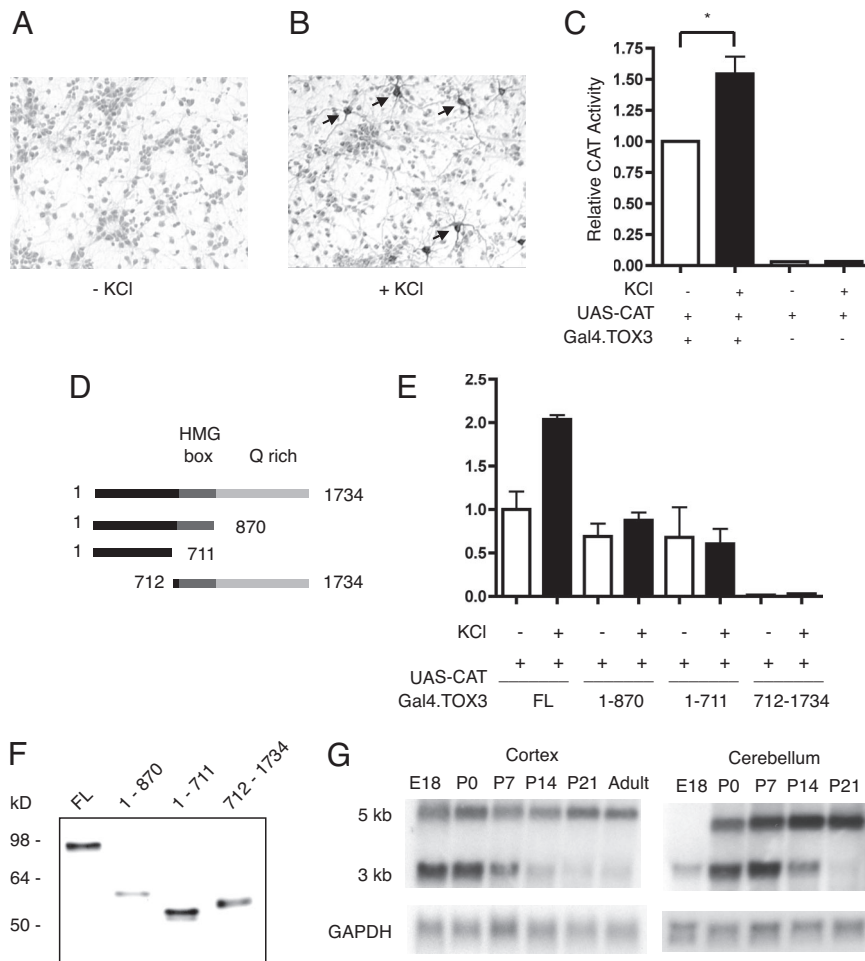 A
- KCl
B
+ KCl
C
*
Relative CAT Activity
1.75
1.50
1.25
1.00
0.75
0.50
0.25
0.00
KCl - + - +
UAS-CAT + + + +
Gal4.TOX3 + + - -
D
HMG box
Q rich
1 1734
1 870
1 711
712 1734
E
2.5
2.0
1.5
1.0
0.5
0.0
KCl - + - + - + - +
UAS-CAT + + + + + + + +
Gal4.TOX3 FL 1-870 1-711 712-1734
F
kD FL 1 - 870 1 - 711 712 - 1734
98 -
64 -
50 -
G
Cortex
E18 P0 P7 P14 P21 Adult
Cerebellum
E18 P0 P7 P14 P21
5 kb
3 kb
GAPDH